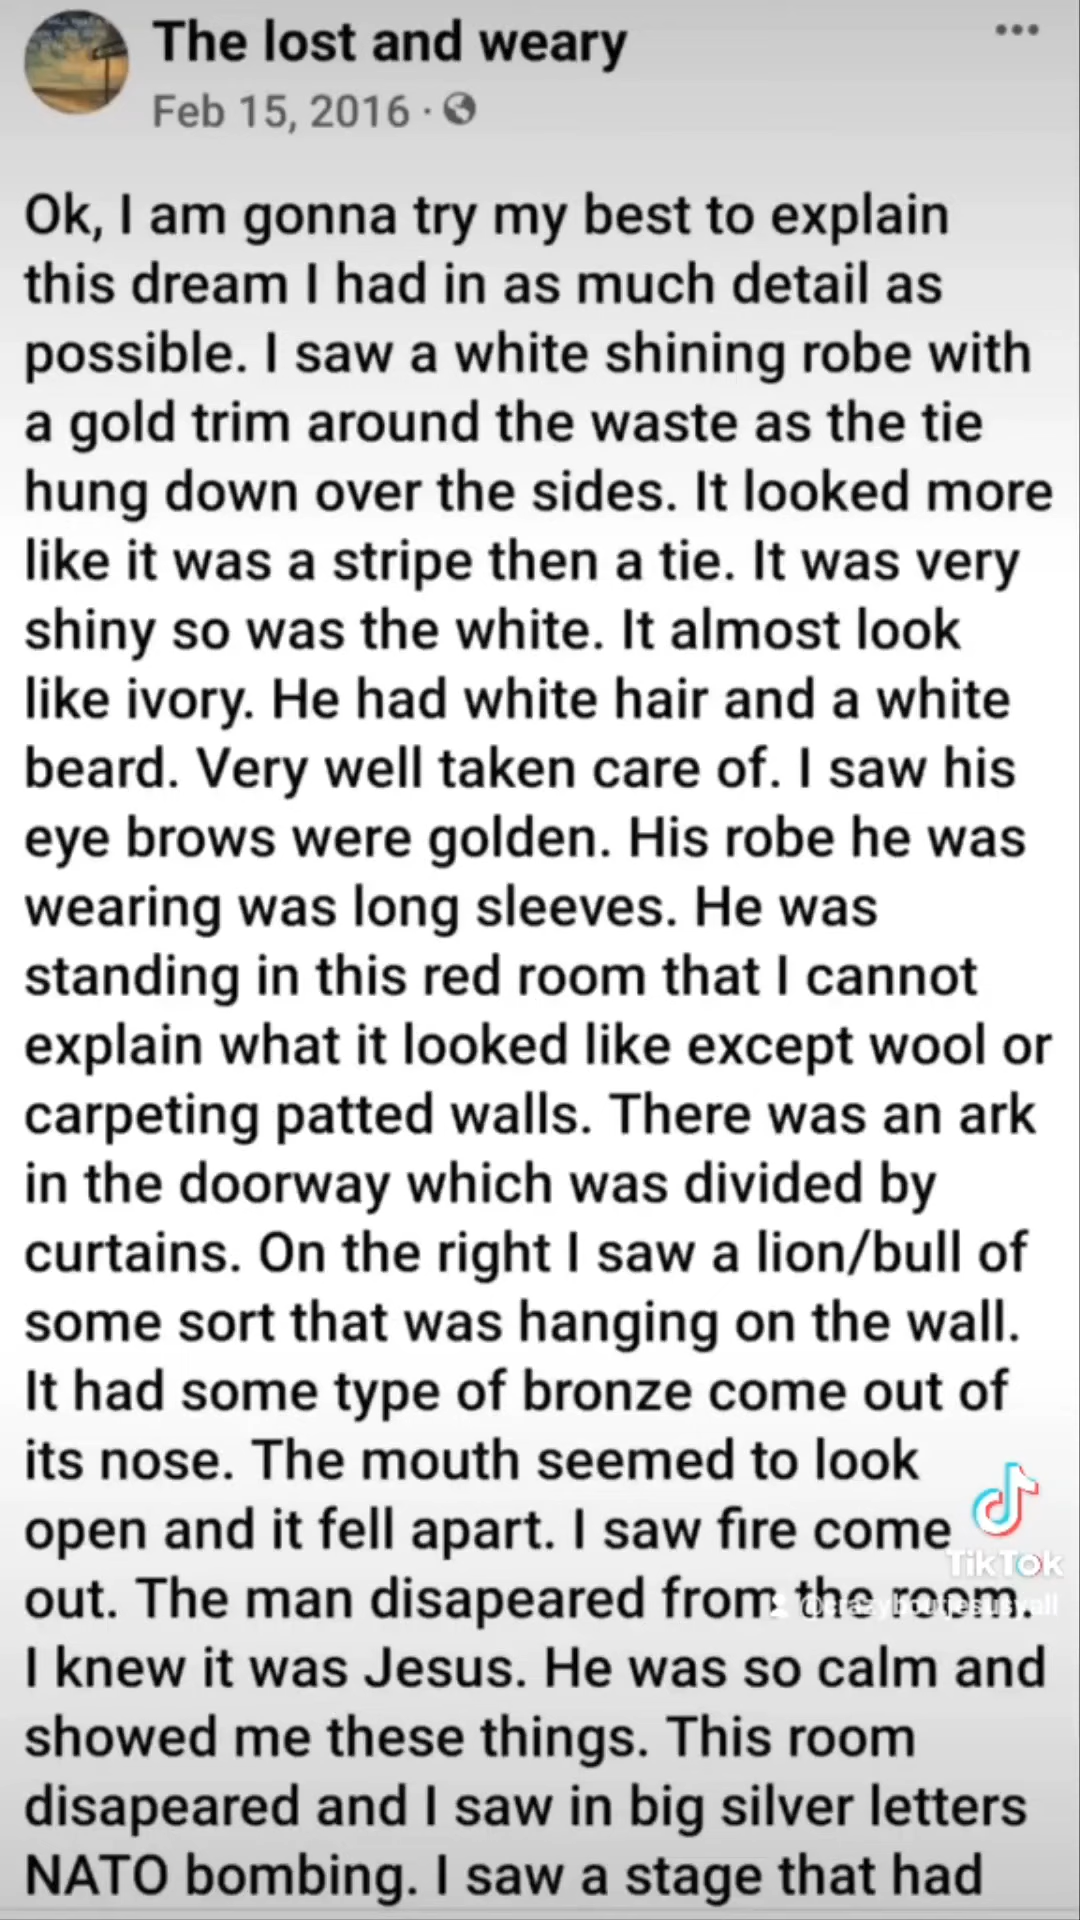 The lost and weary
Feb 15, 2016 ·
Ok, I am gonna try my best to explain
this dream I had in as much detail as
possible. I saw a white shining robe with
a gold trim around the waste as the tie
hung down over the sides. It looked more
like it was a stripe then a tie. It was very
shiny so was the white. It almost look
like ivory. He had white hair and a white
beard. Very well taken care of. I saw his
eye brows were golden. His robe he was
wearing was long sleeves. He was
standing in this red room that I cannot
explain what it looked like except wool or
carpeting patted walls. There was an ark
in the doorway which was divided by
curtains. On the right I saw a lion/bull of
some sort that was hanging on the wall.
It had some type of bronze come out of
its nose. The mouth seemed to look
open and it fell apart. I saw fire come
TikTok
out. The man disapeared from the room.
@crazyboutjesusyall
I knew it was Jesus. He was so calm and
showed me these things. This room
disapeared and I saw in big silver letters
NATO bombing. I saw a stage that had